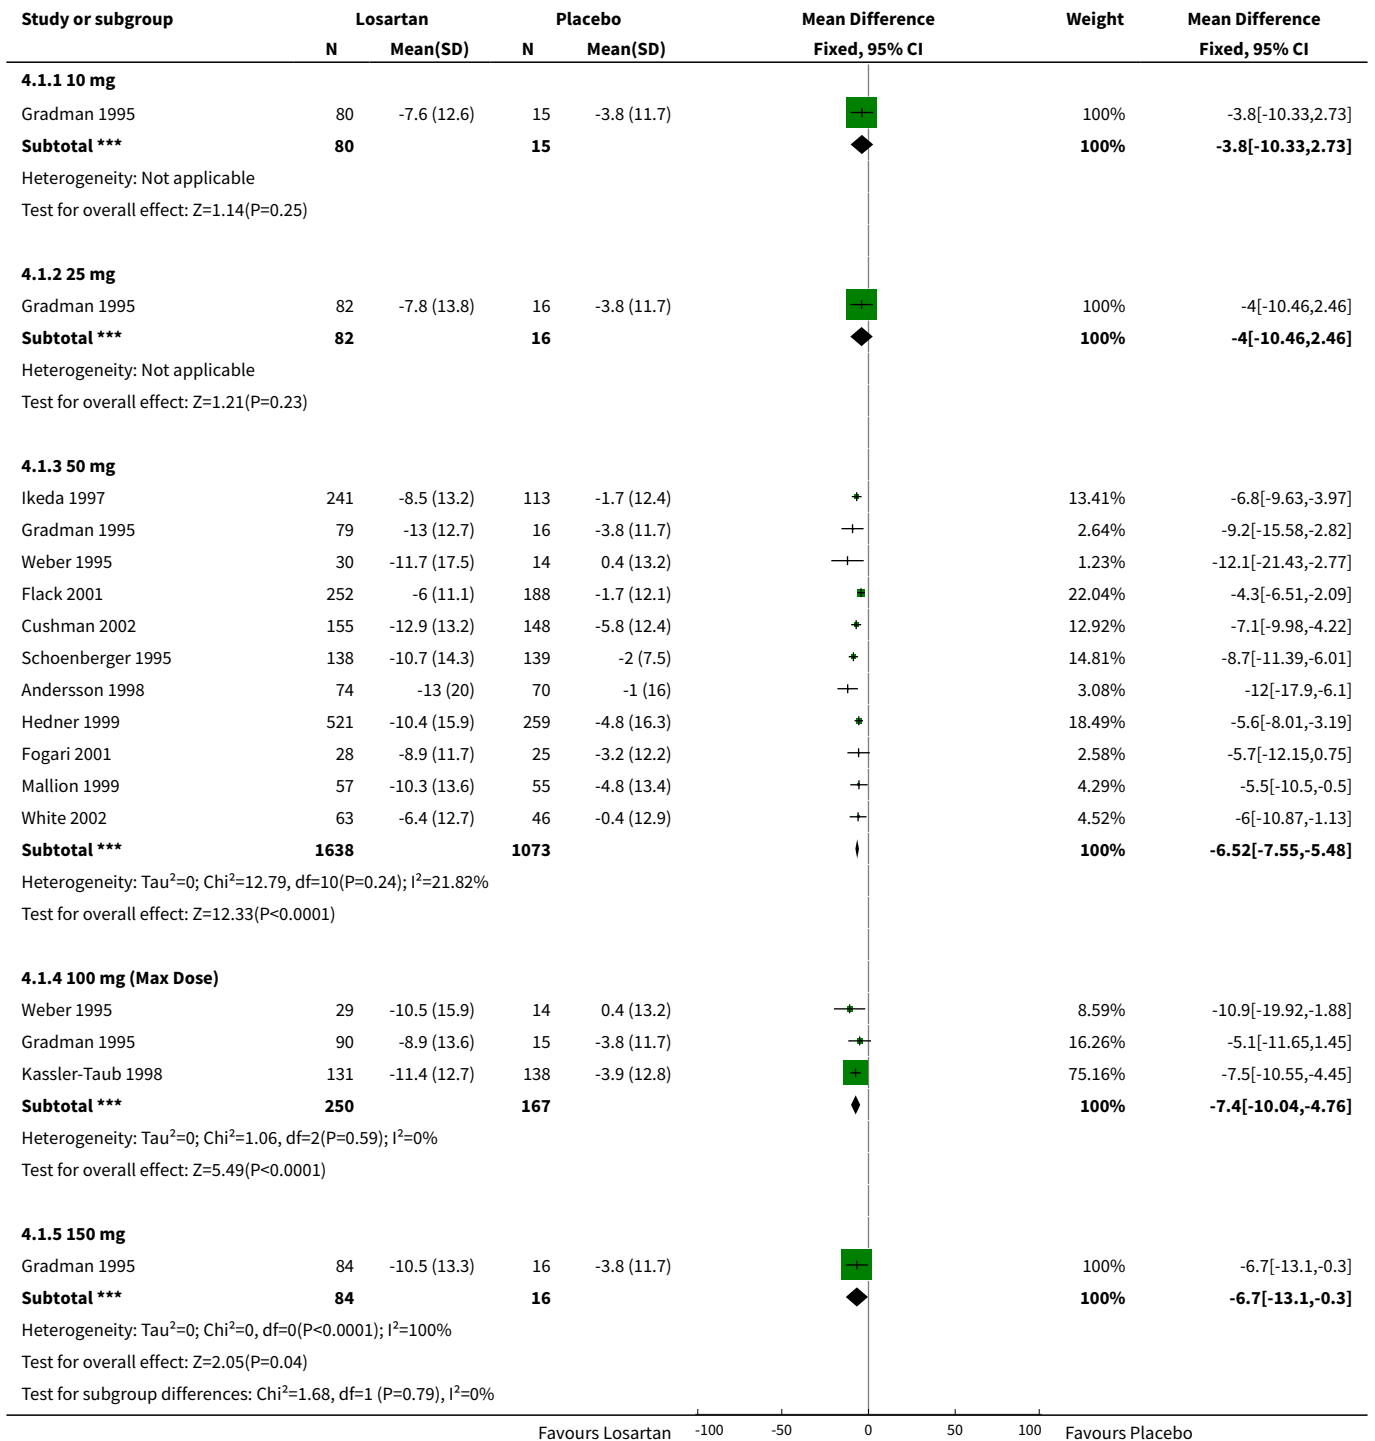 Study or subgroup Losartan Placebo Mean Difference Weight Mean Difference
N Mean(SD) N Mean(SD) Fixed, 95% CI Fixed, 95% CI
4.1.1 10 mg
Gradman 1995 80 -7.6 (12.6) 15 -3.8 (11.7) 100% -3.8[-10.33,2.73]
Subtotal *** 80 15 100% -3.8[-10.33,2.73]
Heterogeneity: Not applicable
Test for overall effect: Z=1.14(P=0.25)
4.1.2 25 mg
Gradman 1995 82 -7.8 (13.8) 16 -3.8 (11.7) 100% -4[-10.46,2.46]
Subtotal *** 82 16 100% -4[-10.46,2.46]
Heterogeneity: Not applicable
Test for overall effect: Z=1.21(P=0.23)
4.1.3 50 mg
Ikeda 1997 241 -8.5 (13.2) 113 -1.7 (12.4) 13.41% -6.8[-9.63,-3.97]
Gradman 1995 79 -13 (12.7) 16 -3.8 (11.7) 2.64% -9.2[-15.58,-2.82]
Weber 1995 30 -11.7 (17.5) 14 0.4 (13.2) 1.23% -12.1[-21.43,-2.77]
Flack 2001 252 -6 (11.1) 188 -1.7 (12.1) 22.04% -4.3[-6.51,-2.09]
Cushman 2002 155 -12.9 (13.2) 148 -5.8 (12.4) 12.92% -7.1[-9.98,-4.22]
Schoenberger 1995 138 -10.7 (14.3) 139 -2 (7.5) 14.81% -8.7[-11.39,-6.01]
Andersson 1998 74 -13 (20) 70 -1 (16) 3.08% -12[-17.9,-6.1]
Hedner 1999 521 -10.4 (15.9) 259 -4.8 (16.3) 18.49% -5.6[-8.01,-3.19]
Fogari 2001 28 -8.9 (11.7) 25 -3.2 (12.2) 2.58% -5.7[-12.15,0.75]
Mallion 1999 57 -10.3 (13.6) 55 -4.8 (13.4) 4.29% -5.5[-10.5,-0.5]
White 2002 63 -6.4 (12.7) 46 -0.4 (12.9) 4.52% -6[-10.87,-1.13]
Subtotal *** 1638 1073 100% -6.52[-7.55,-5.48]
Heterogeneity: Tau²=0; Chi²=12.79, df=10(P=0.24); I²=21.82%
Test for overall effect: Z=12.33(P<0.0001)
4.1.4 100 mg (Max Dose)
Weber 1995 29 -10.5 (15.9) 14 0.4 (13.2) 8.59% -10.9[-19.92,-1.88]
Gradman 1995 90 -8.9 (13.6) 15 -3.8 (11.7) 16.26% -5.1[-11.65,1.45]
Kassler-Taub 1998 131 -11.4 (12.7) 138 -3.9 (12.8) 75.16% -7.5[-10.55,-4.45]
Subtotal *** 250 167 100% -7.4[-10.04,-4.76]
Heterogeneity: Tau²=0; Chi²=1.06, df=2(P=0.59); I²=0%
Test for overall effect: Z=5.49(P<0.0001)
4.1.5 150 mg
Gradman 1995 84 -10.5 (13.3) 16 -3.8 (11.7) 100% -6.7[-13.1,-0.3]
Subtotal *** 84 16 100% -6.7[-13.1,-0.3]
Heterogeneity: Tau²=0; Chi²=0, df=0(P<0.0001); I²=100%
Test for overall effect: Z=2.05(P=0.04)
Test for subgroup differences: Chi²=1.68, df=1 (P=0.79), I²=0%
Favours Losartan -100 -50 0 50 100 Favours Placebo